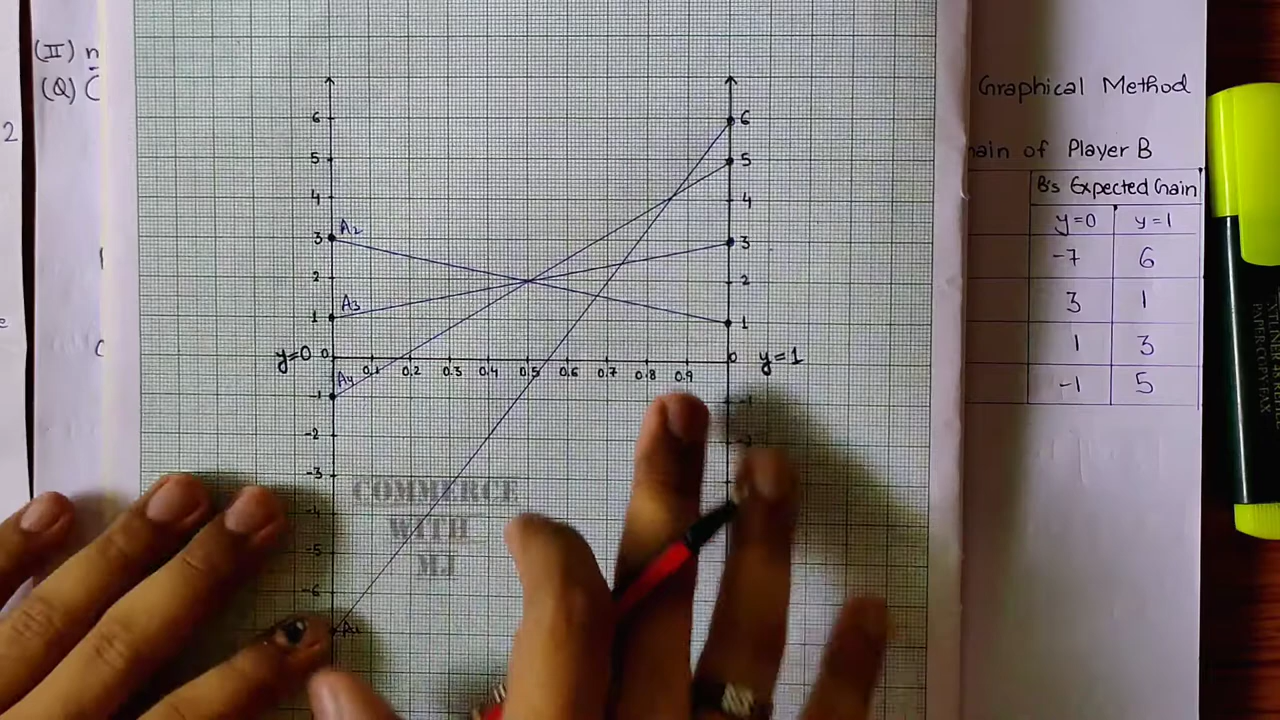 (II) n
(Q) C
2
Graphical Method
ain of Player B
B's Expected Gain
y=0 y=1
-7 6
3 1
1 3
-1 5
6 6
5 5
4 4
A2
3 3
2 2
A3
1 1
y=0 0 0 y=1
0.1 0.2 0.3 0.4 0.5 0.6 0.7 0.8 0.9
A4
-1 -1
-2 -2
-3
-4
-5
-6
A1
COMMERCE
WITH
MJ